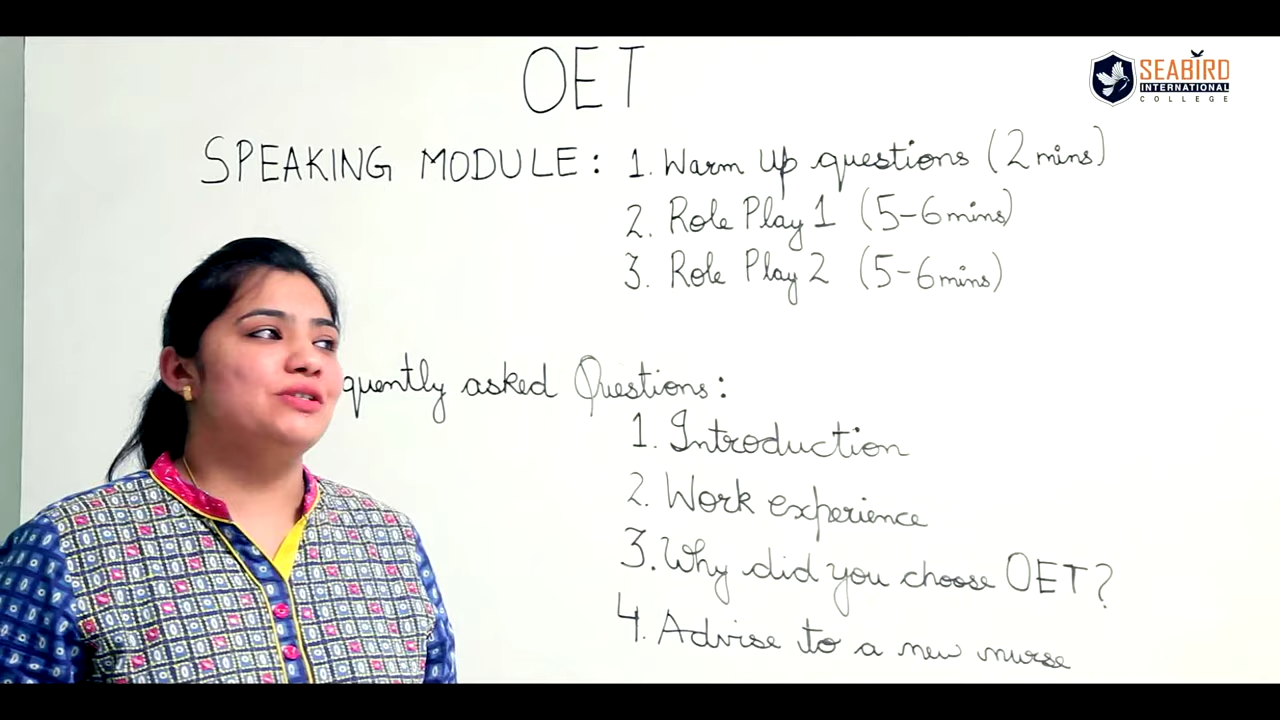 OET
SEABIRD
INTERNATIONAL
COLLEGE
SPEAKING MODULE: 1. Warm Up questions (2 mins)
2. Role Play 1 (5-6 mins)
3. Role Play 2 (5-6 mins)
quently asked Questions:
1. Introduction
2. Work experience
3. Why did you choose OET?
4. Advise to a new nurse